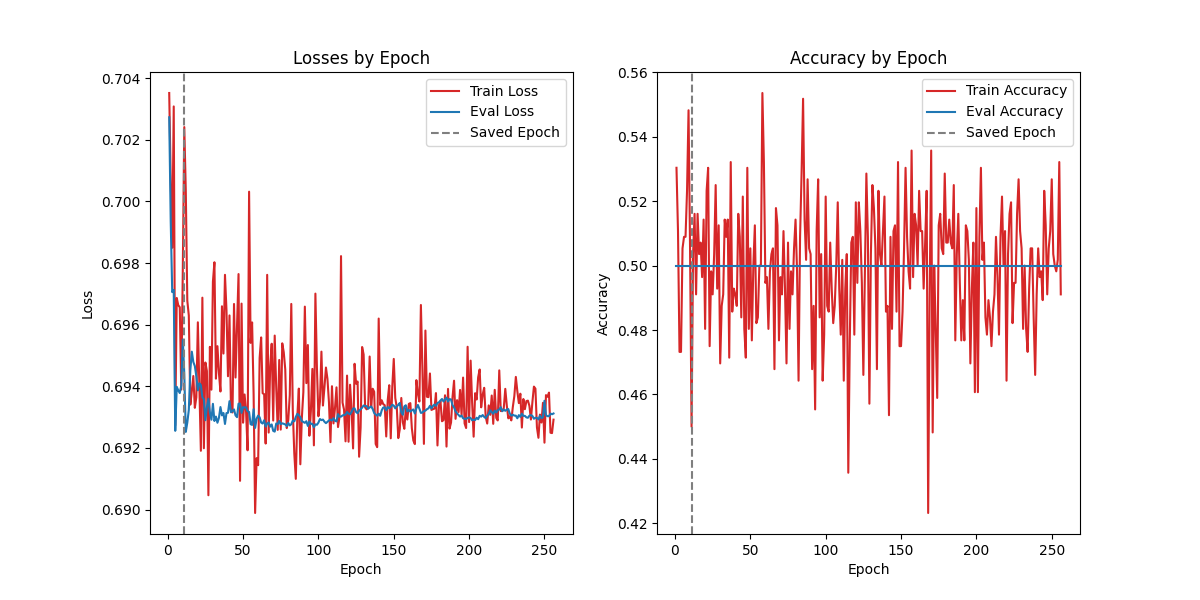 Losses by Epoch
0.704
0.702
0.700
0.698
0.696
0.694
0.692
0.690
Loss
Train Loss
Eval Loss
Saved Epoch
0
50
100
150
200
250
Epoch
Accuracy by Epoch
0.56
0.54
0.52
0.50
0.48
0.46
0.44
0.42
Accuracy
Train Accuracy
Eval Accuracy
Saved Epoch
0
50
100
150
200
250
Epoch